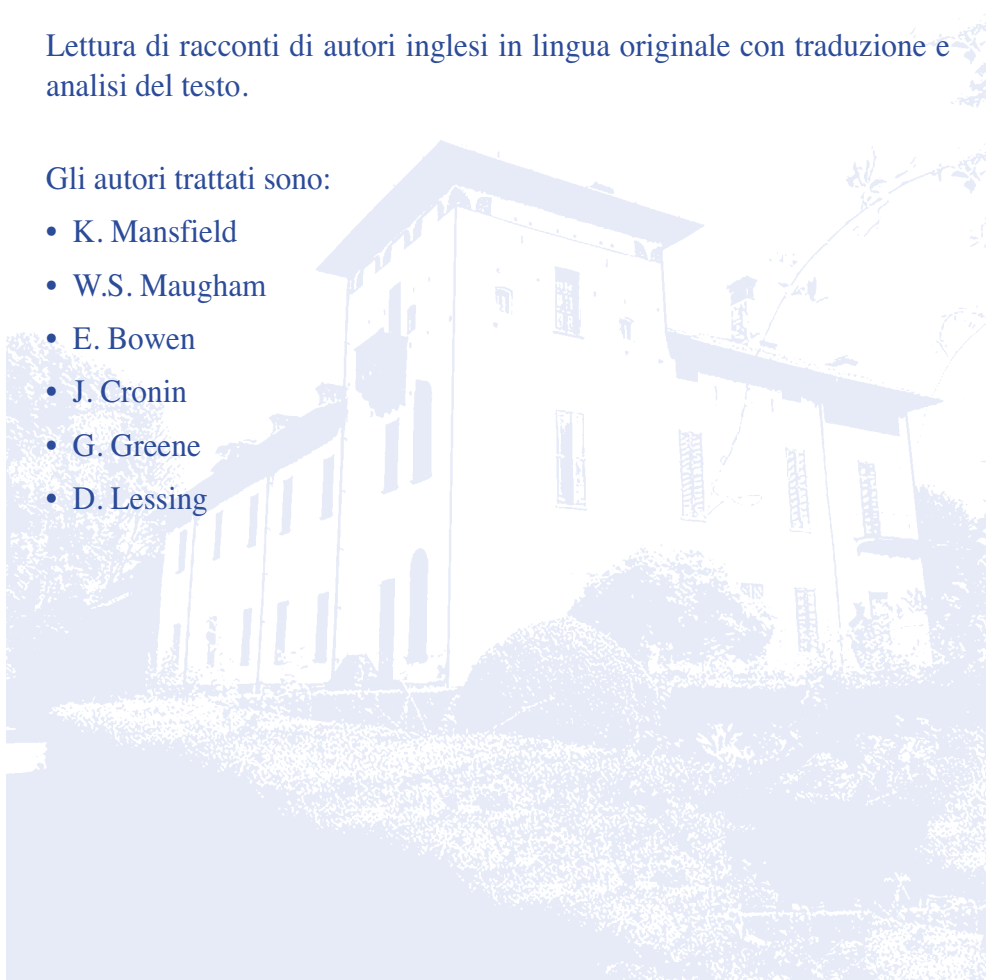 Lettura di racconti di autori inglesi in lingua originale con traduzione e
analisi del testo.
Gli autori trattati sono:
• K. Mansfield
• W.S. Maugham
• E. Bowen
• J. Cronin
• G. Greene
• D. Lessing